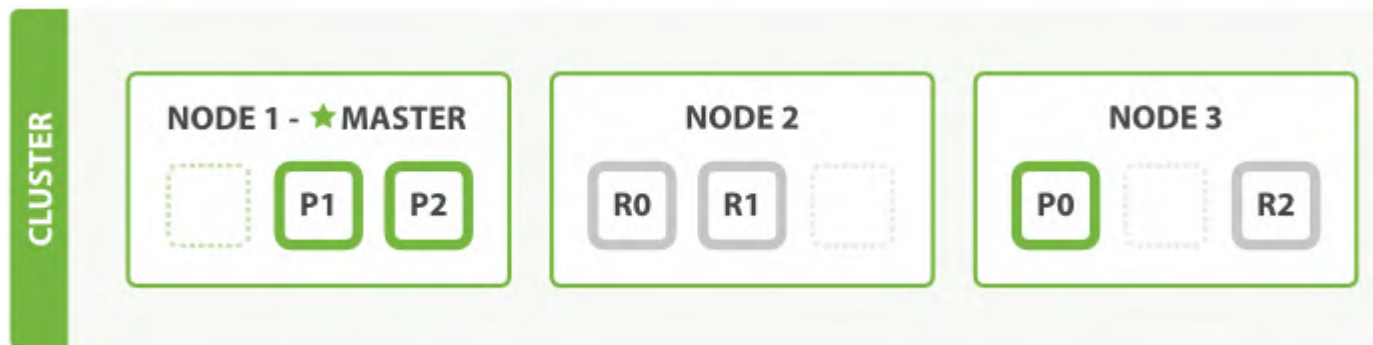 CLUSTER
NODE 1 - ★ MASTER
P1 P2
NODE 2
R0 R1
NODE 3
P0 R2